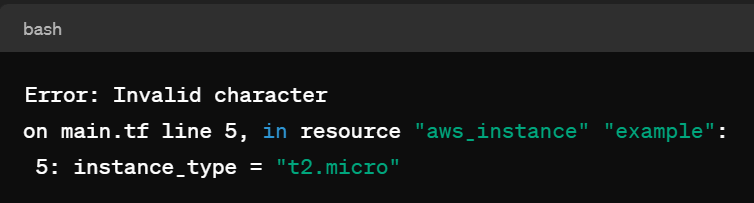 bash
Error: Invalid character
on main.tf line 5, in resource "aws_instance" "example":
5: instance_type = "t2.micro"